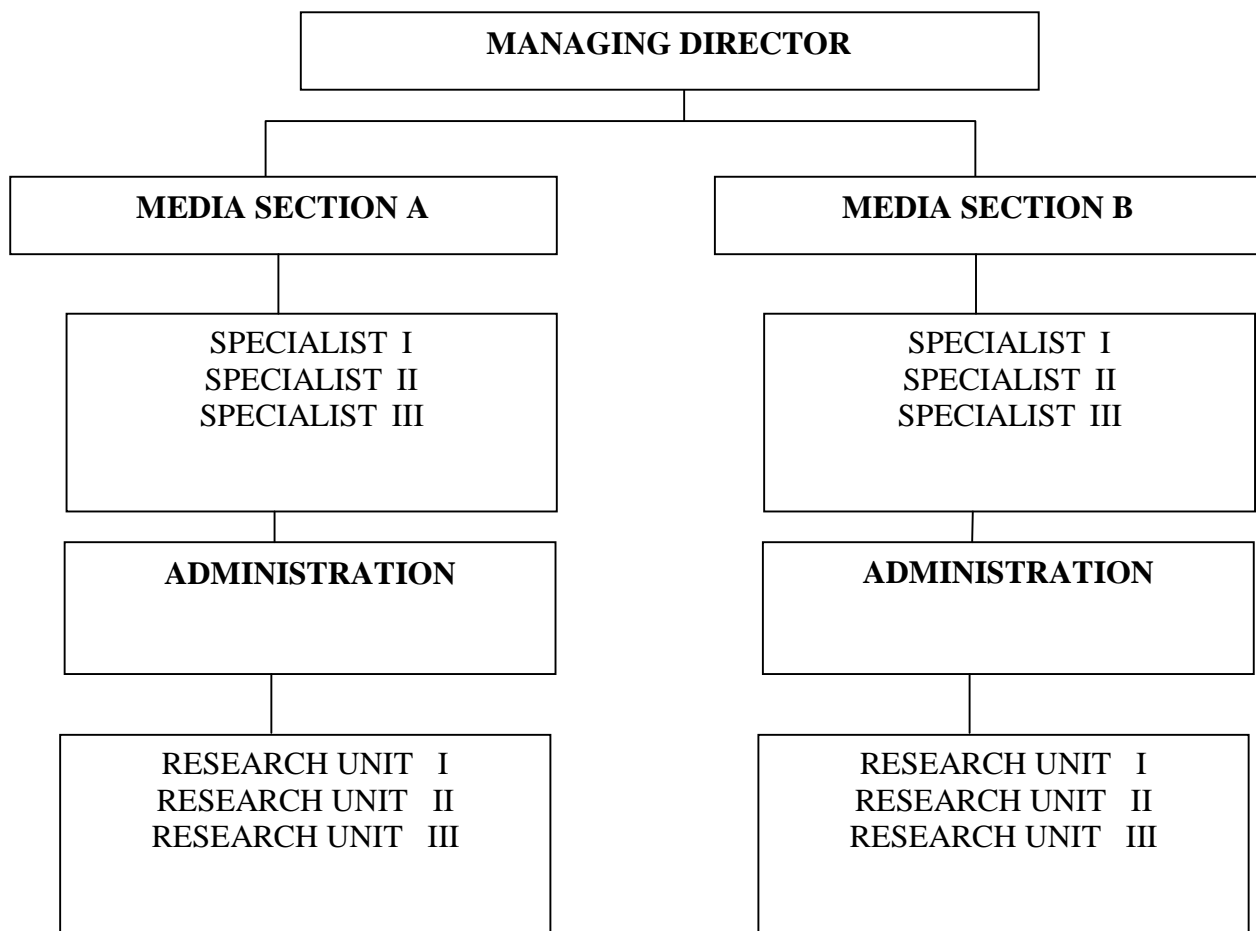 MANAGING DIRECTOR
MEDIA SECTION A
MEDIA SECTION B
SPECIALIST I
SPECIALIST II
SPECIALIST III
SPECIALIST I
SPECIALIST II
SPECIALIST III
ADMINISTRATION
ADMINISTRATION
RESEARCH UNIT I
RESEARCH UNIT II
RESEARCH UNIT III
RESEARCH UNIT I
RESEARCH UNIT II
RESEARCH UNIT III